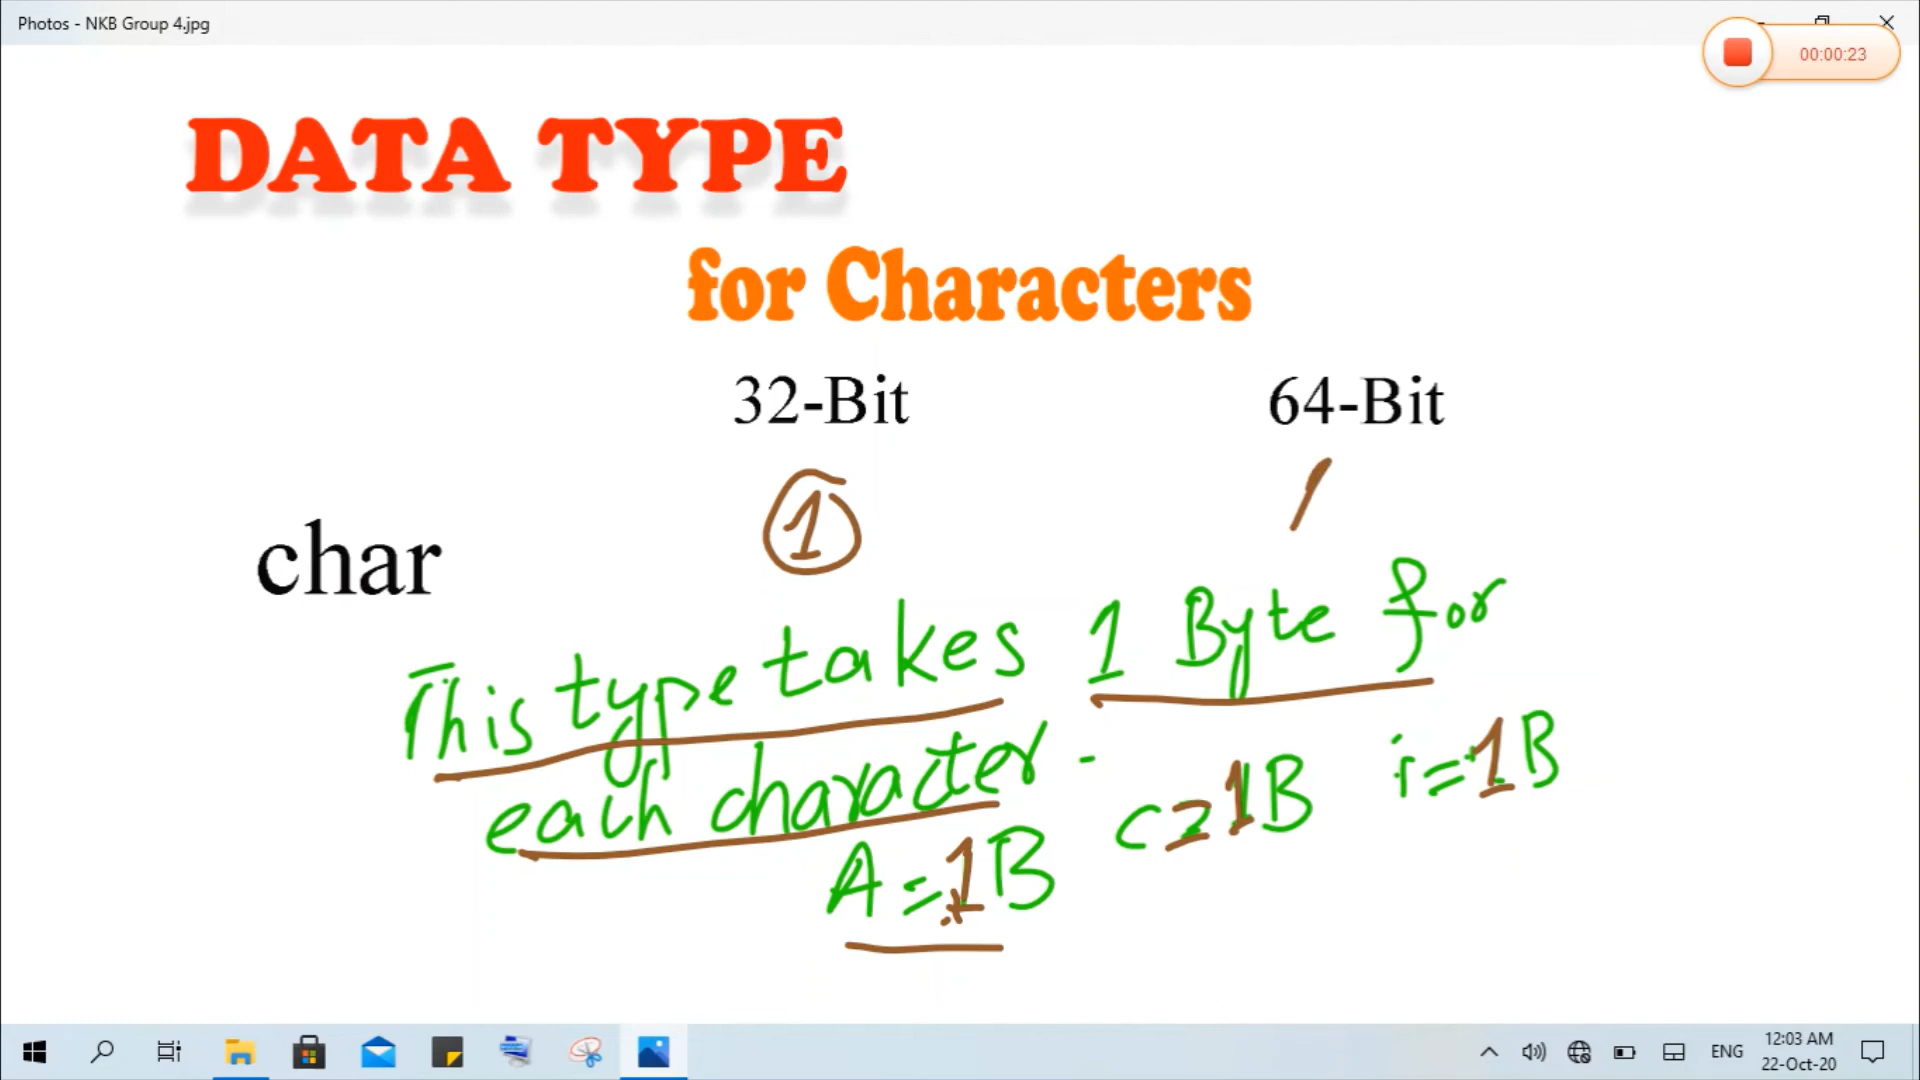 Photos - NKB Group 4.jpg
00:00:23
DATA TYPE
for Characters
32-Bit 64-Bit
1
char
This type takes 1 Byte for
each character.
A=1B c=1B i=1B
ENG
12:03 AM
22-Oct-20